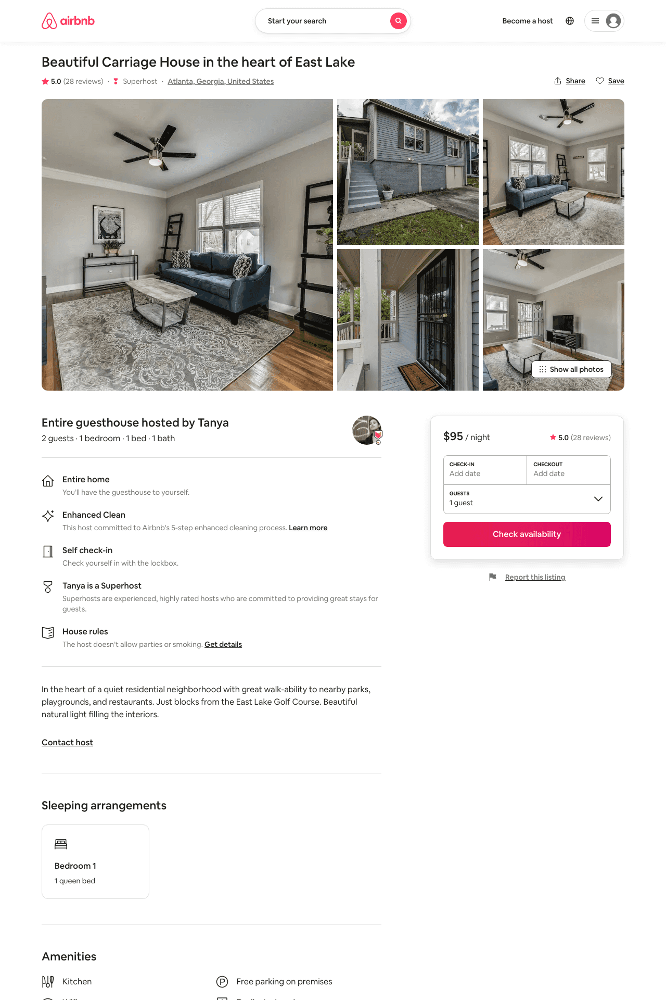 airbnb
Start your search
Become a host
Beautiful Carriage House in the heart of East Lake
5.0 (28 reviews) · Superhost · Atlanta, Georgia, United States
Share
Save
WELCOME
Show all photos
Entire guesthouse hosted by Tanya
2 guests · 1 bedroom · 1 bed · 1 bath
$95 / night
5.0 (28 reviews)
CHECK-IN
Add date
CHECKOUT
Add date
GUESTS
1 guest
Check availability
Report this listing
Entire home
You’ll have the guesthouse to yourself.
Enhanced Clean
This host committed to Airbnb's 5-step enhanced cleaning process. Learn more
Self check-in
Check yourself in with the lockbox.
Tanya is a Superhost
Superhosts are experienced, highly rated hosts who are committed to providing great stays for
guests.
House rules
The host doesn’t allow parties or smoking. Get details
In the heart of a quiet residential neighborhood with great walk-ability to nearby parks,
playgrounds, and restaurants. Just blocks from the East Lake Golf Course. Beautiful
natural light filling the interiors.
Contact host
Sleeping arrangements
Bedroom 1
1 queen bed
Amenities
Kitchen
Free parking on premises